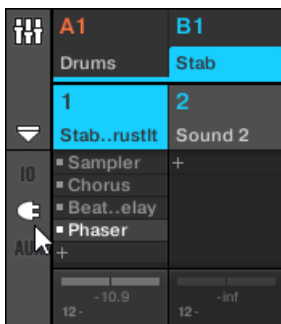 A1 B1
Drums Stab
1 2
Stab..rustlt Sound 2
IO
Sampler +
Chorus
Beat..elay
Phaser
+
-10.9 -inf
12- 12-